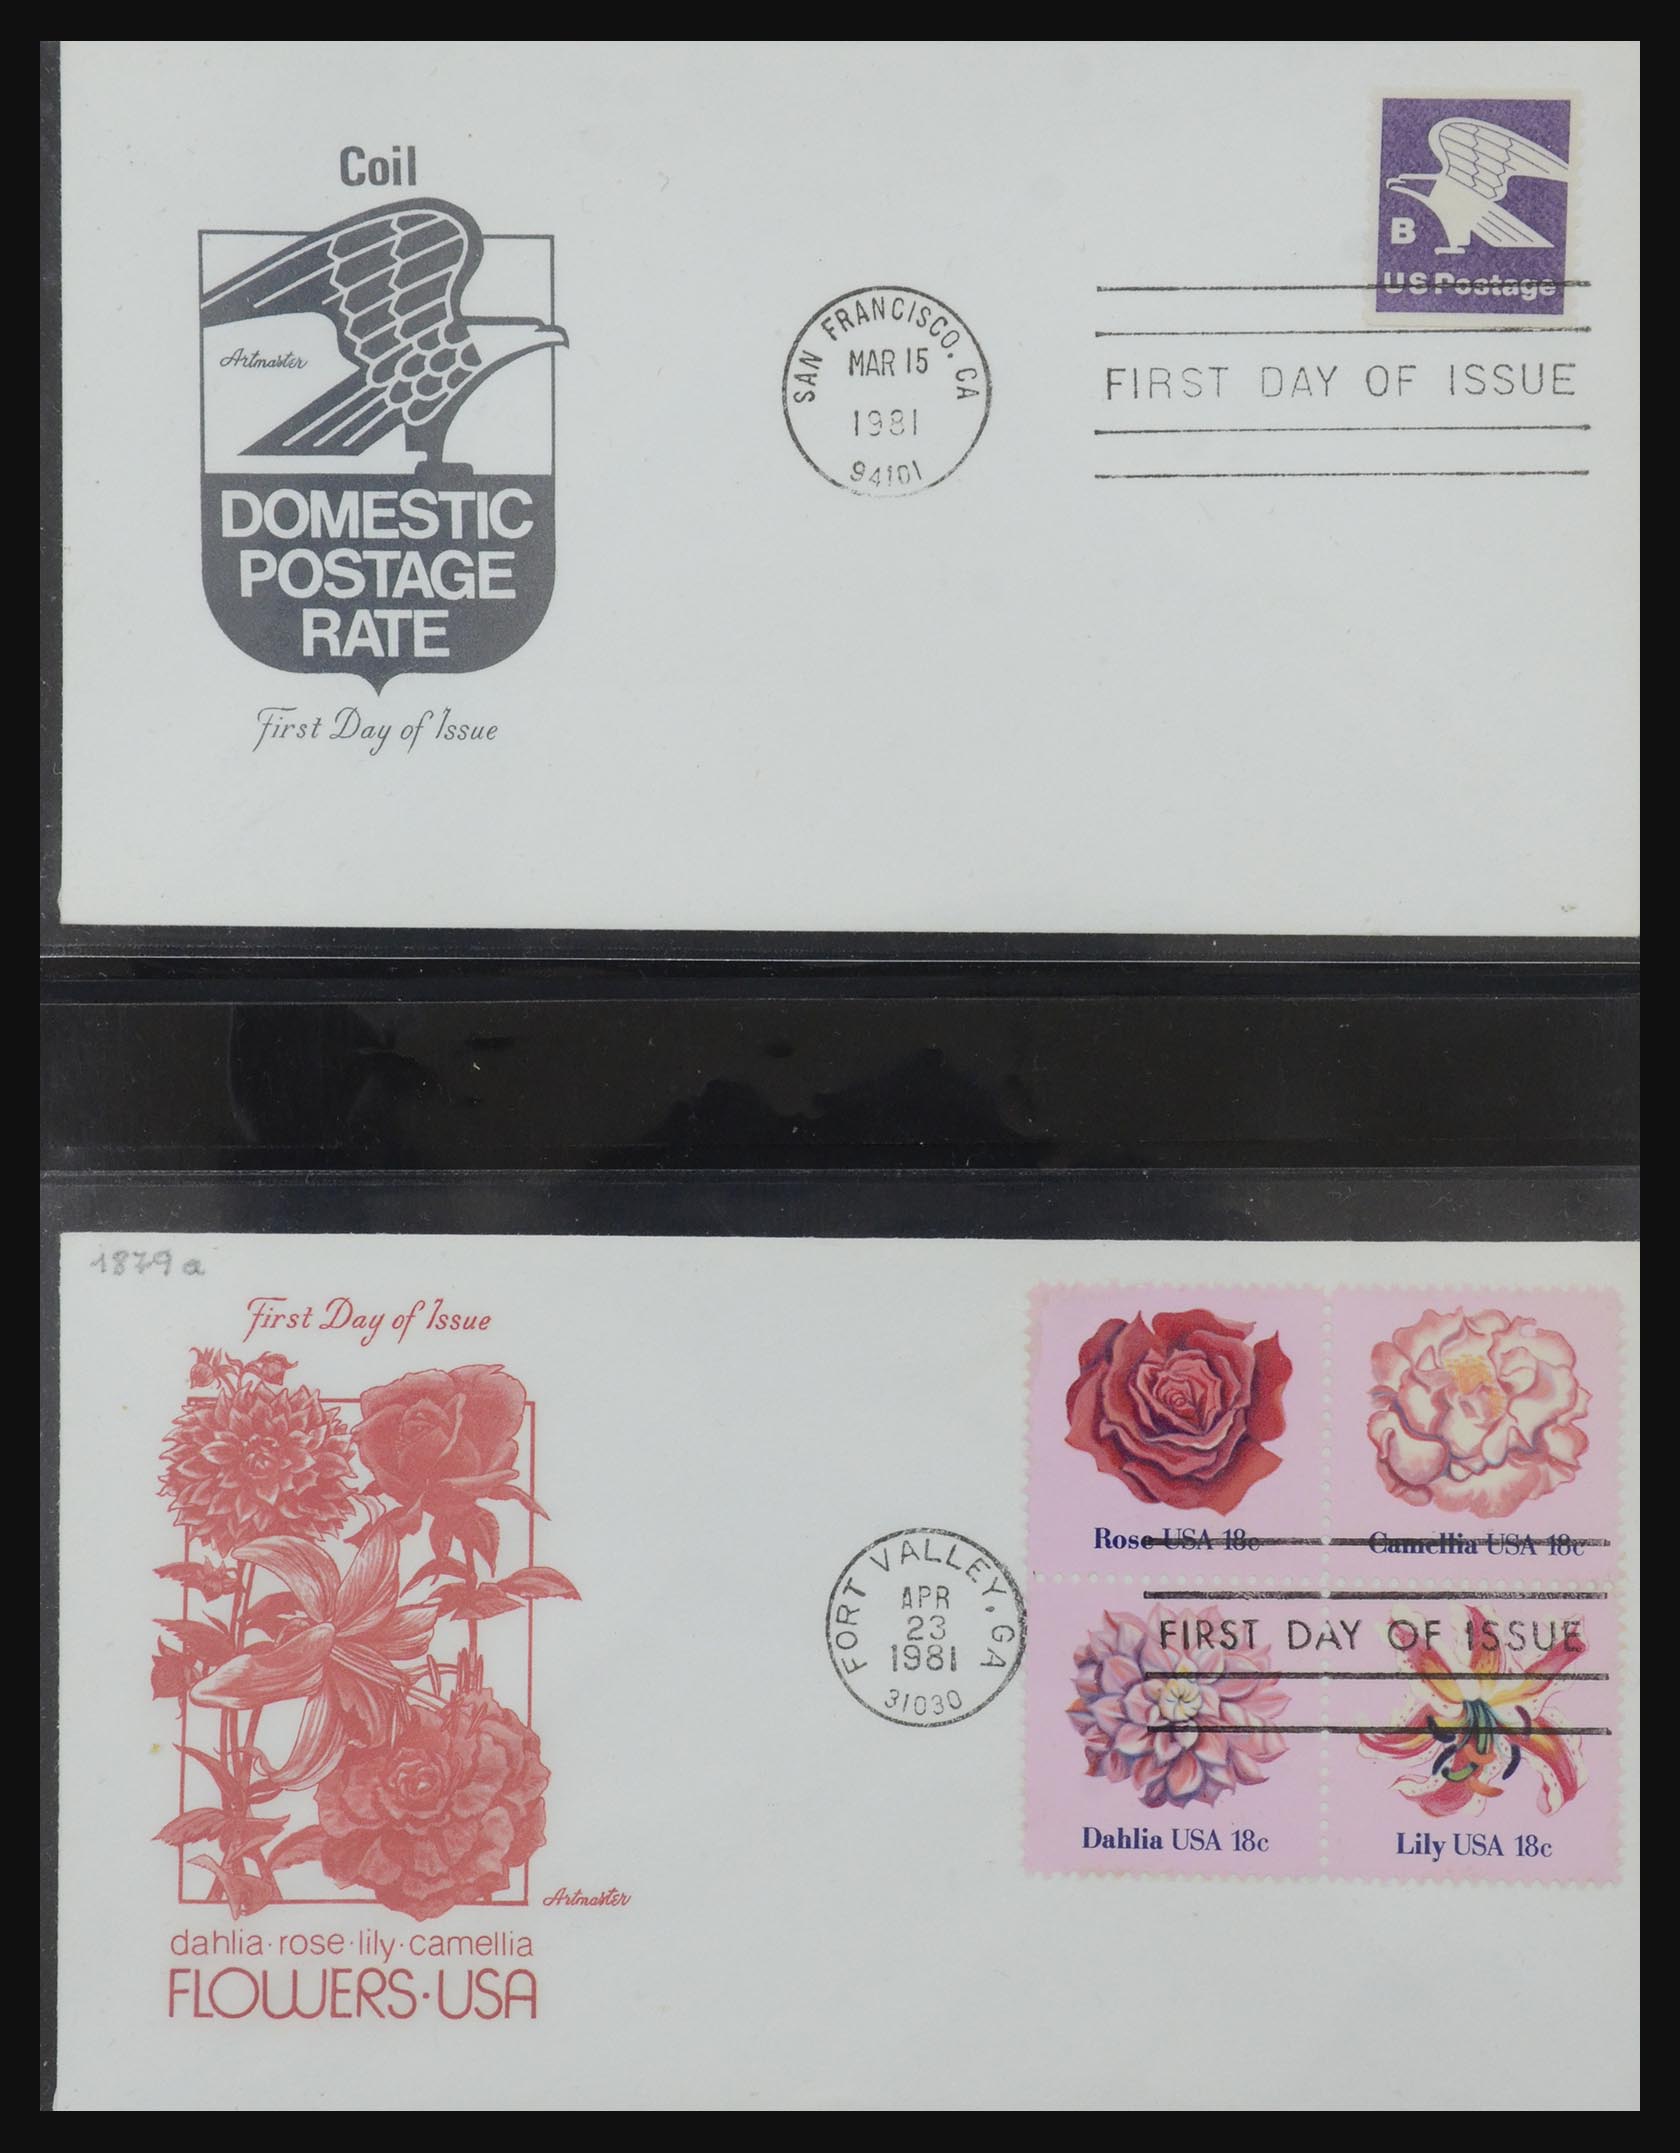 Coil
Artmaster
DOMESTIC
POSTAGE
RATE
First Day of Issue
SAN FRANCISCO, CA
MAR 15
1981
94101
B
US Postage
FIRST DAY OF ISSUE
1879a
First Day of Issue
Artmaster
dahlia·rose·lily·camellia
FLOWERS·USA
FORT VALLEY, GA
APR
23
1981
31030
Rose USA 18c
Camellia USA 18c
FIRST DAY OF ISSUE
Dahlia USA 18c
Lily USA 18c